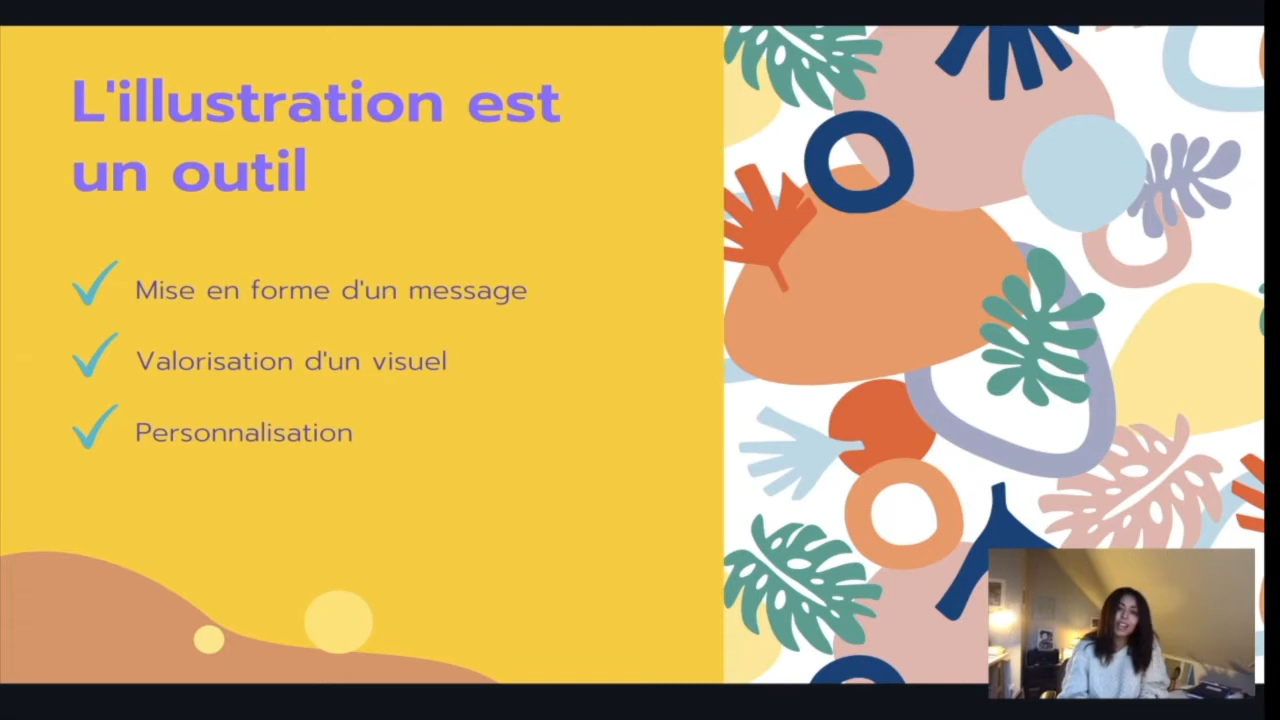 L'illustration est
un outil
Mise en forme d'un message
Valorisation d'un visuel
Personnalisation